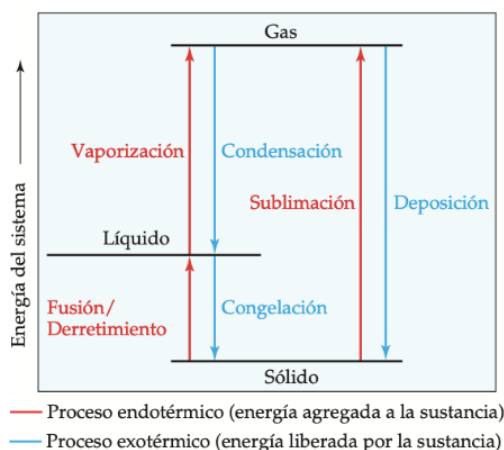 Gas
Energía del sistema
Vaporización
Condensación
Sublimación
Deposición
Líquido
Fusión/
Derretimiento
Congelación
Sólido
Proceso endotérmico (energía agregada a la sustancia)
Proceso exotérmico (energía liberada por la sustancia)